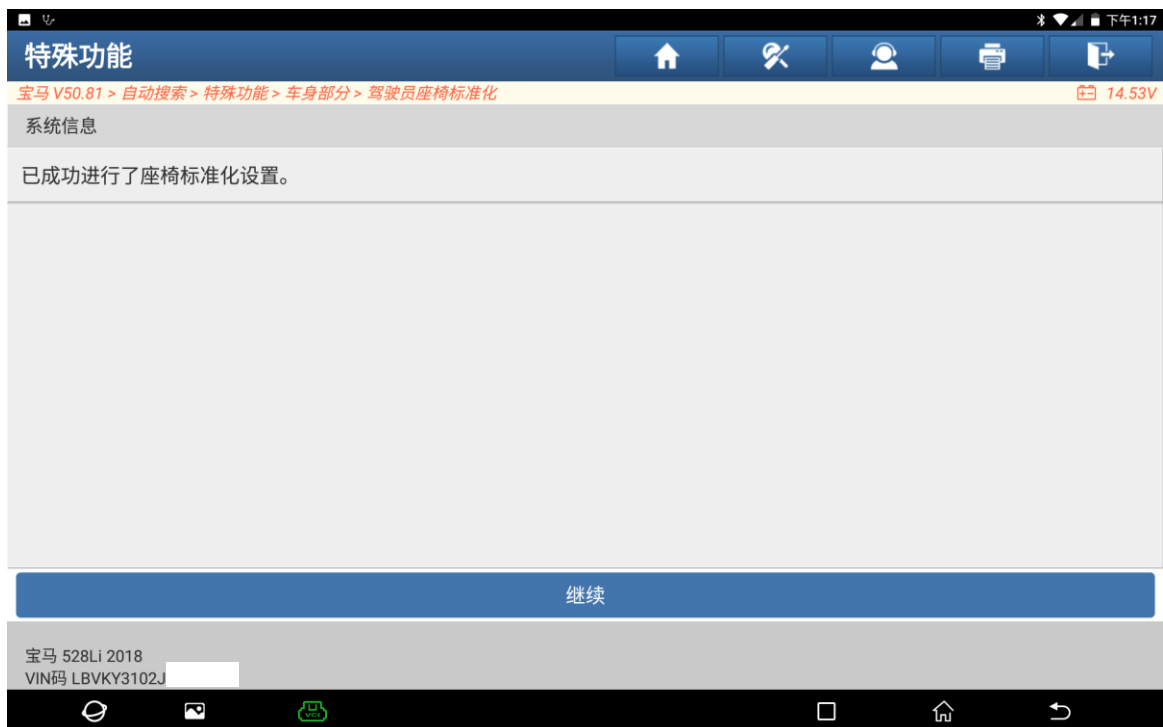 下午1:17
特殊功能
宝马 V50.81 > 自动搜索 > 特殊功能 > 车身部分 > 驾驶员座椅标准化
14.53V
系统信息
已成功进行了座椅标准化设置。
继续
宝马 528Li 2018
VIN码 LBVKY3102J
VCI